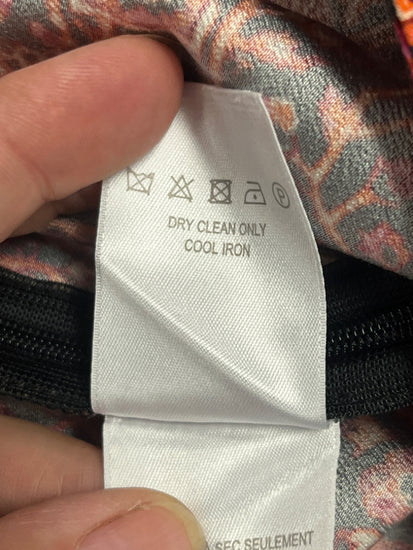 P
DRY CLEAN ONLY
COOL IRON
SEC SEULEMENT